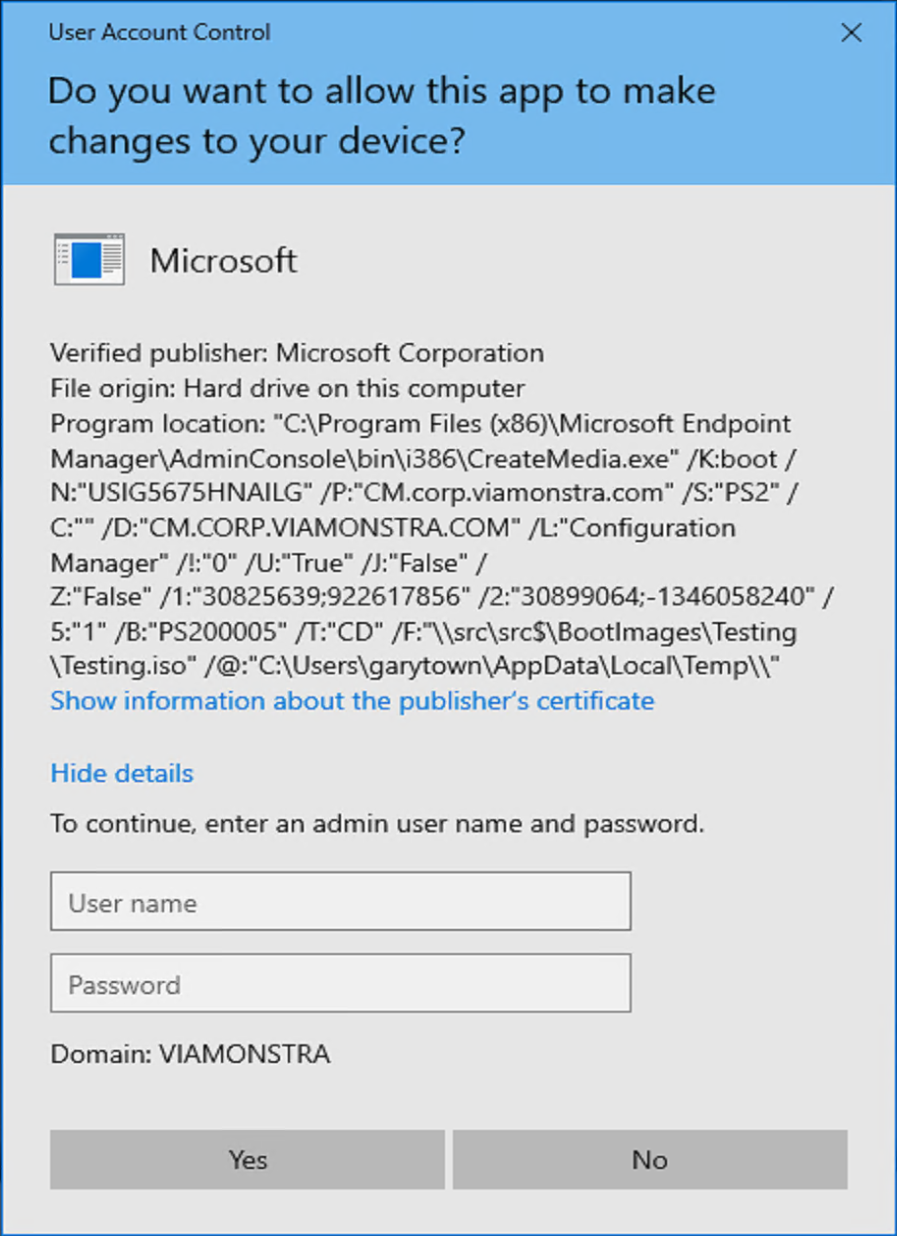 User Account Control
Do you want to allow this app to make
changes to your device?
Microsoft
Verified publisher: Microsoft Corporation
File origin: Hard drive on this computer
Program location: "C:\Program Files (x86)\Microsoft Endpoint
Manager\AdminConsole\bin\i386\CreateMedia.exe" /K:boot /
N:"USIG5675HNAILG" /P:"CM.corp.viamonstra.com" /S:"PS2" /
C:"" /D:"CM.CORP.VIAMONSTRA.COM" /L:"Configuration
Manager" /!:"0" /U:"True" /J:"False" /
Z:"False" /1:"30825639;922617856" /2:"30899064;-1346058240" /
5:"1" /B:"PS200005" /T:"CD" /F:"\\src\src$\BootImages\Testing
\Testing.iso" /@:"C:\Users\garytown\AppData\Local\Temp\\"
Show information about the publisher's certificate
Hide details
To continue, enter an admin user name and password.
User name
Password
Domain: VIAMONSTRA
Yes No